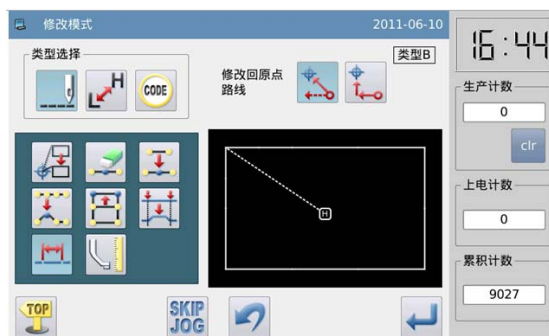 修改模式
2011-06-10
16:44
类型选择
H
CODE
修改回原点
路线
类型B
H
生产计数
0
clr
上电计数
0
累积计数
9027
TOP
SKIP
JOG